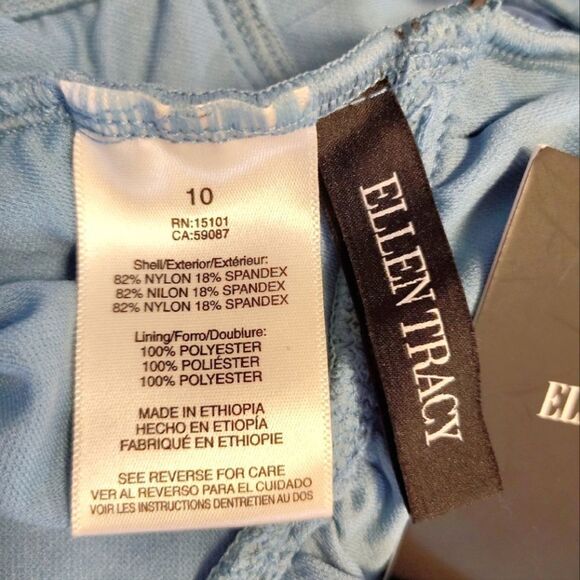 10
RN:15101
CA:59087
Shell/Exterior/Extérieur:
82% NYLON 18% SPANDEX
82% NILON 18% SPANDEX
82% NYLON 18% SPANDEX
Lining/Forro/Doublure:
100% POLYESTER
100% POLIÉSTER
100% POLYESTER
MADE IN ETHIOPIA
HECHO EN ETIOPÍA
FABRIQUÉ EN ETHIOPIE
SEE REVERSE FOR CARE
VER AL REVERSO PARA EL CUIDADO
VOIR LES INSTRUCTIONS D'ENTRETIEN AU DOS
ELLEN TRACY